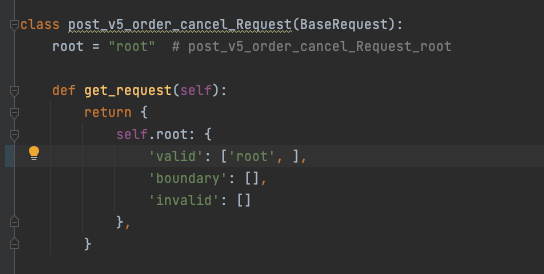 class post_v5_order_cancel_Request(BaseRequest):
    root = "root"  # post_v5_order_cancel_Request_root

    def get_request(self):
        return {
            self.root: {
                'valid': ['root', ],
                'boundary': [],
                'invalid': []
            },
        }